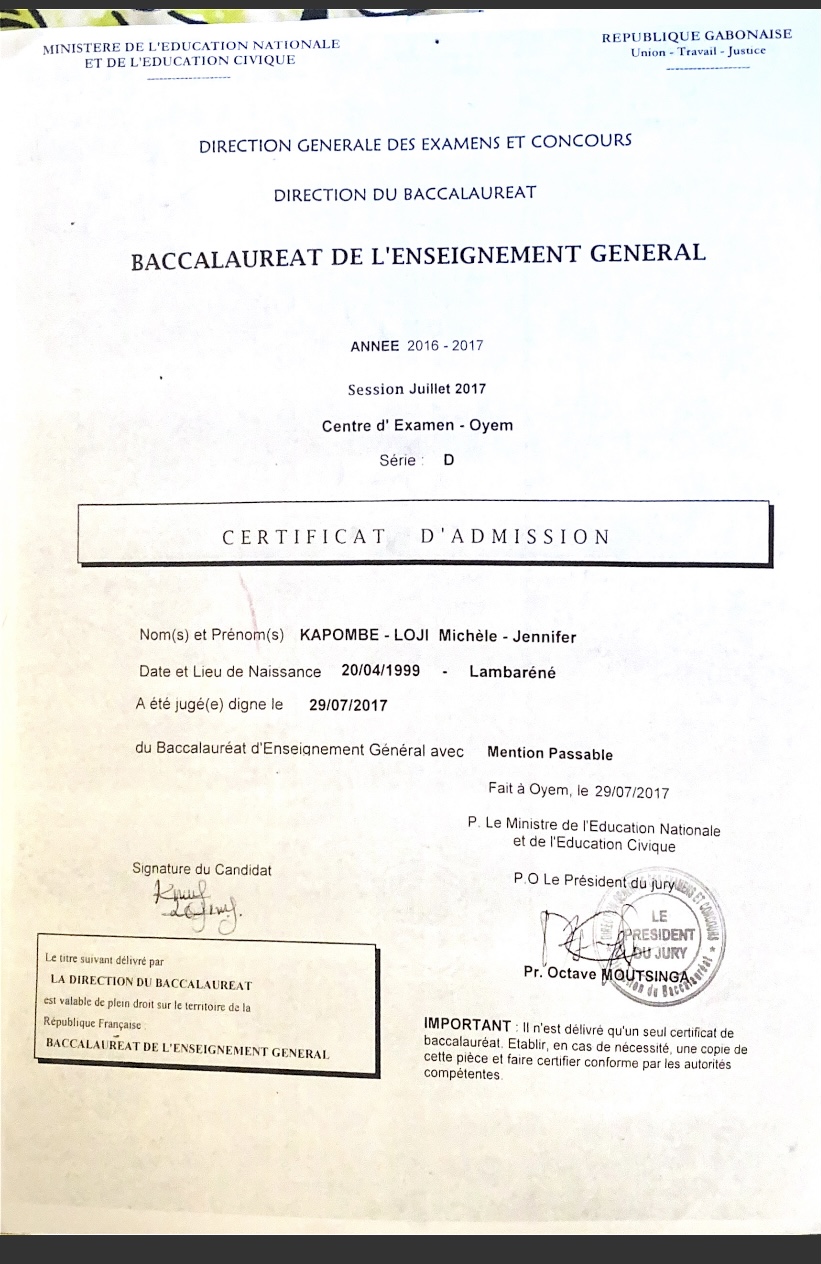 MINISTERE DE L'EDUCATION NATIONALE
ET DE L'EDUCATION CIVIQUE
REPUBLIQUE GABONAISE
Union - Travail - Justice
DIRECTION GENERALE DES EXAMENS ET CONCOURS
DIRECTION DU BACCALAUREAT
BACCALAUREAT DE L'ENSEIGNEMENT GENERAL
ANNEE 2016 - 2017
Session Juillet 2017
Centre d' Examen - Oyem
Série : D
CERTIFICAT D'ADMISSION
Nom(s) et Prénom(s) KAPOMBE - LOJI Michèle - Jennifer
Date et Lieu de Naissance 20/04/1999 - Lambaréné
A été jugé(e) digne le 29/07/2017
du Baccalauréat d'Enseignement Général avec Mention Passable
Fait à Oyem, le 29/07/2017
P. Le Ministre de l'Education Nationale
et de l'Education Civique
Signature du Candidat
P.O Le Président du jury
LE
PRESIDENT
DU JURY
Pr. Octave MOUTSINGA
Le titre suivant délivré par
LA DIRECTION DU BACCALAUREAT
est valable de plein droit sur le territoire de la
République Française :
BACCALAUREAT DE L'ENSEIGNEMENT GENERAL
IMPORTANT : Il n'est délivré qu'un seul certificat de
baccalauréat. Etablir, en cas de nécessité, une copie de
cette pièce et faire certifier conforme par les autorités
compétentes.